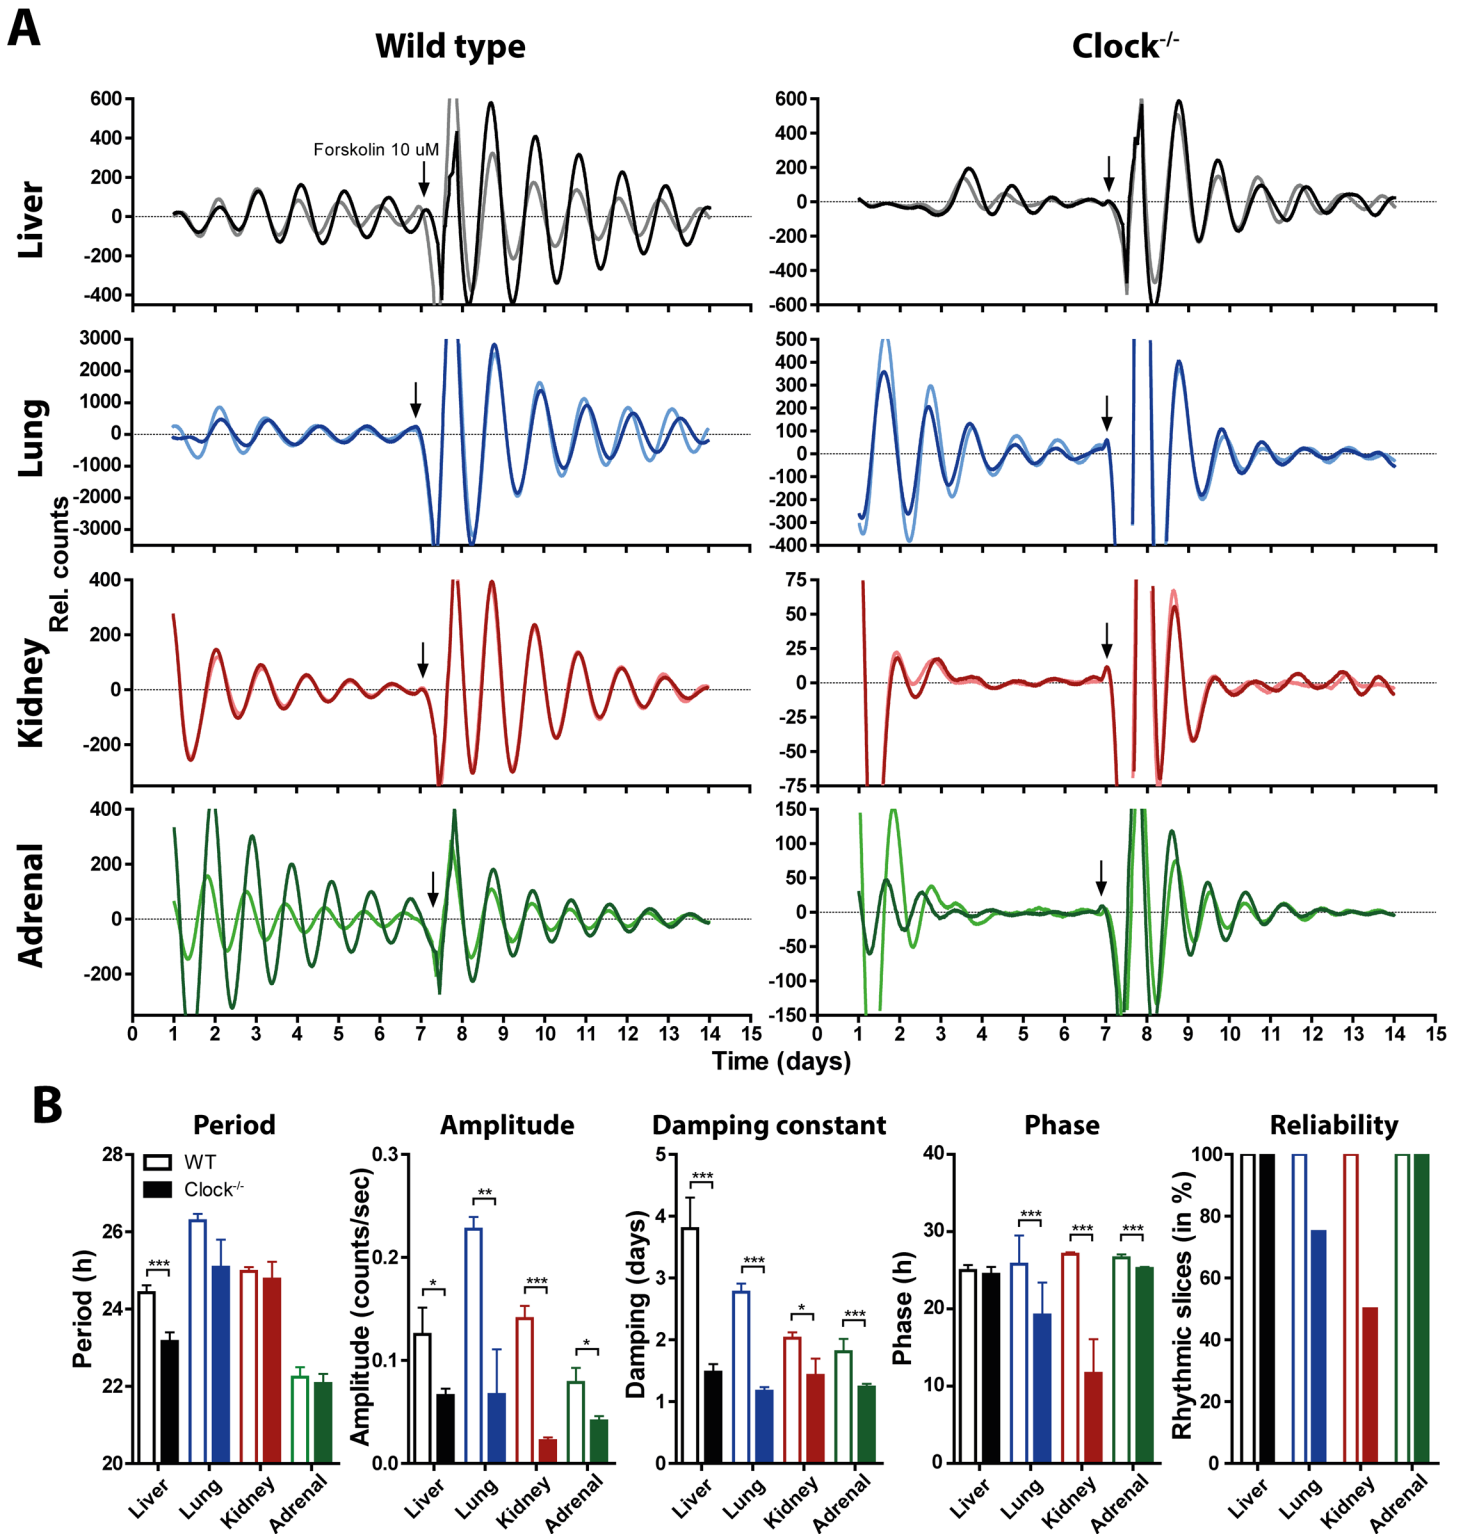 A
Wild type
Clock-/-
Liver
600
400
200
0
-200
-400
Forskolin 10 uM
600
400
200
0
-200
-400
-600
Lung
3000
2000
1000
0
-1000
-2000
-3000
500
400
300
200
100
0
-100
-200
-300
-400
Rel. counts
Kidney
400
200
0
-200
75
50
25
0
-25
-50
-75
Adrenal
400
200
0
-200
150
100
50
0
-50
-100
-150
0 1 2 3 4 5 6 7 8 9 10 11 12 13 14 15
0 1 2 3 4 5 6 7 8 9 10 11 12 13 14 15
Time (days)
B
Period
WT
Clock-/-
Period (h)
28
26
24
22
20
***
Liver Lung Kidney Adrenal
Amplitude
Amplitude (counts/sec)
0.3
0.2
0.1
0.0
* ** *** *
Liver Lung Kidney Adrenal
Damping constant
Damping (days)
5
4
3
2
1
0
*** *** * ***
Liver Lung Kidney Adrenal
Phase
Phase (h)
40
30
20
10
0
*** *** ***
Liver Lung Kidney Adrenal
Reliability
Rhythmic slices (in %)
100
80
60
40
20
0
Liver Lung Kidney Adrenal